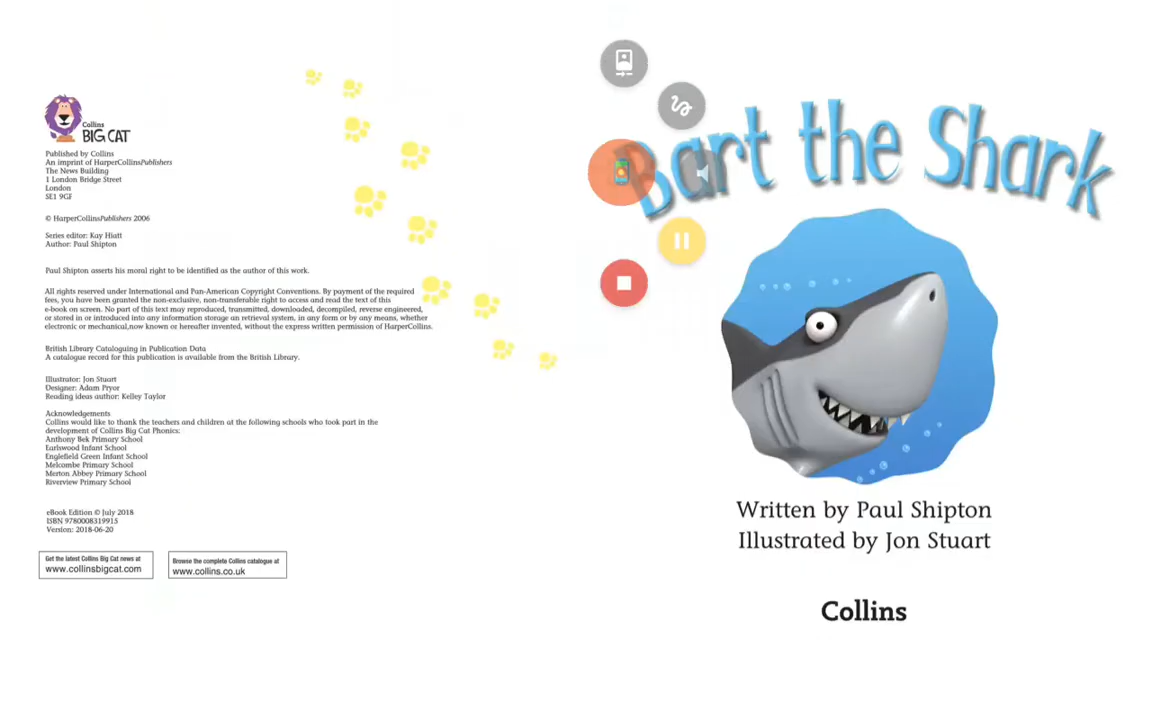 Collins
BIG CAT
Published by Collins
An imprint of HarperCollinsPublishers
The News Building
1 London Bridge Street
London
SE1 9GF
© HarperCollinsPublishers 2006
Series editor: Kay Hiatt
Author: Paul Shipton
Paul Shipton asserts his moral right to be identified as the author of this work.
All rights reserved under International and Pan-American Copyright Conventions. By payment of the required
fees, you have been granted the non-exclusive, non-transferable right to access and read the text of this
e-book on screen. No part of this text may reproduced, transmitted, downloaded, decompiled, reverse engineered,
or stored in or introduced into any information storage an retrieval system, in any form or by any means, whether
electronic or mechanical,now known or hereafter invented, without the express written permission of HarperCollins.
British Library Cataloguing in Publication Data
A catalogue record for this publication is available from the British Library.
Illustrator: Jon Stuart
Designer: Adam Pryor
Reading ideas author: Kelley Taylor
Acknowledgements
Collins would like to thank the teachers and children at the following schools who took part in the
development of Collins Big Cat Phonics:
Anthony Bek Primary School
Earlswood Infant School
Englefield Green Infant School
Melcombe Primary School
Merton Abbey Primary School
Riverview Primary School
eBook Edition © July 2018
ISBN 9780008319915
Version: 2018-06-20
Get the latest Collins Big Cat news at
www.collinsbigcat.com
Browse the complete Collins catalogue at
www.collins.co.uk
Bart the Shark
Written by Paul Shipton
Illustrated by Jon Stuart
Collins